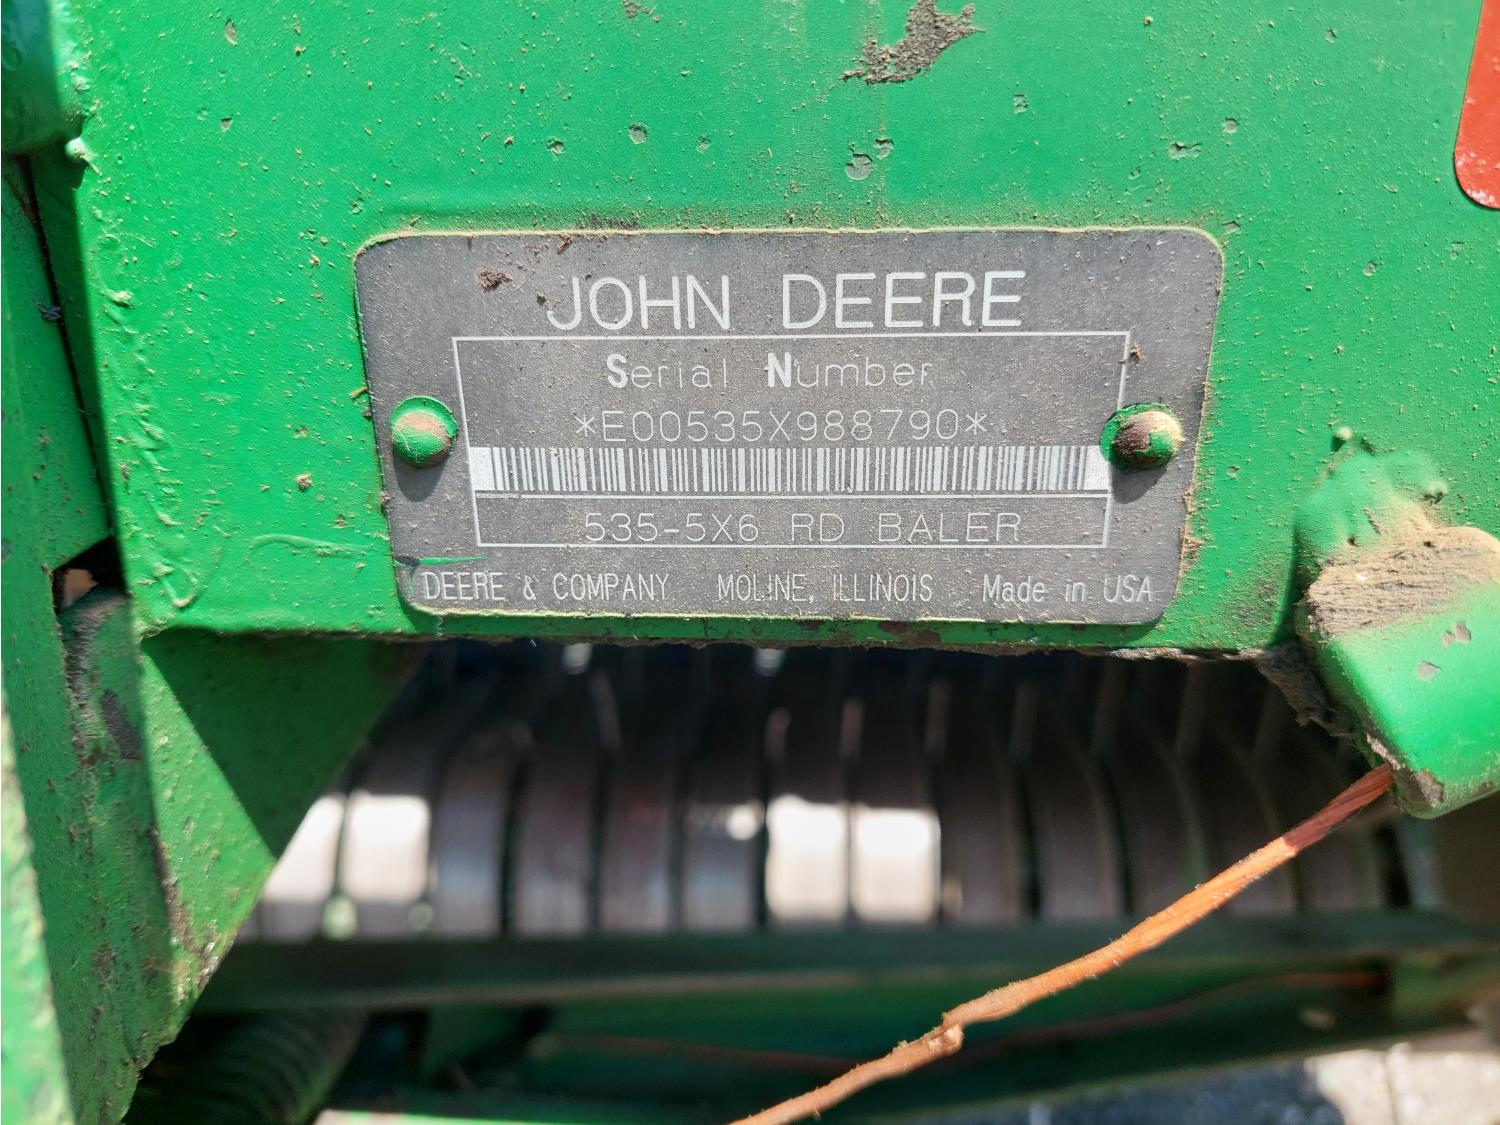 JOHN DEERE
Serial Number
*E00535X988790*
535-5X6 RD BALER
DEERE & COMPANY MOLINE, ILLINOIS Made in USA